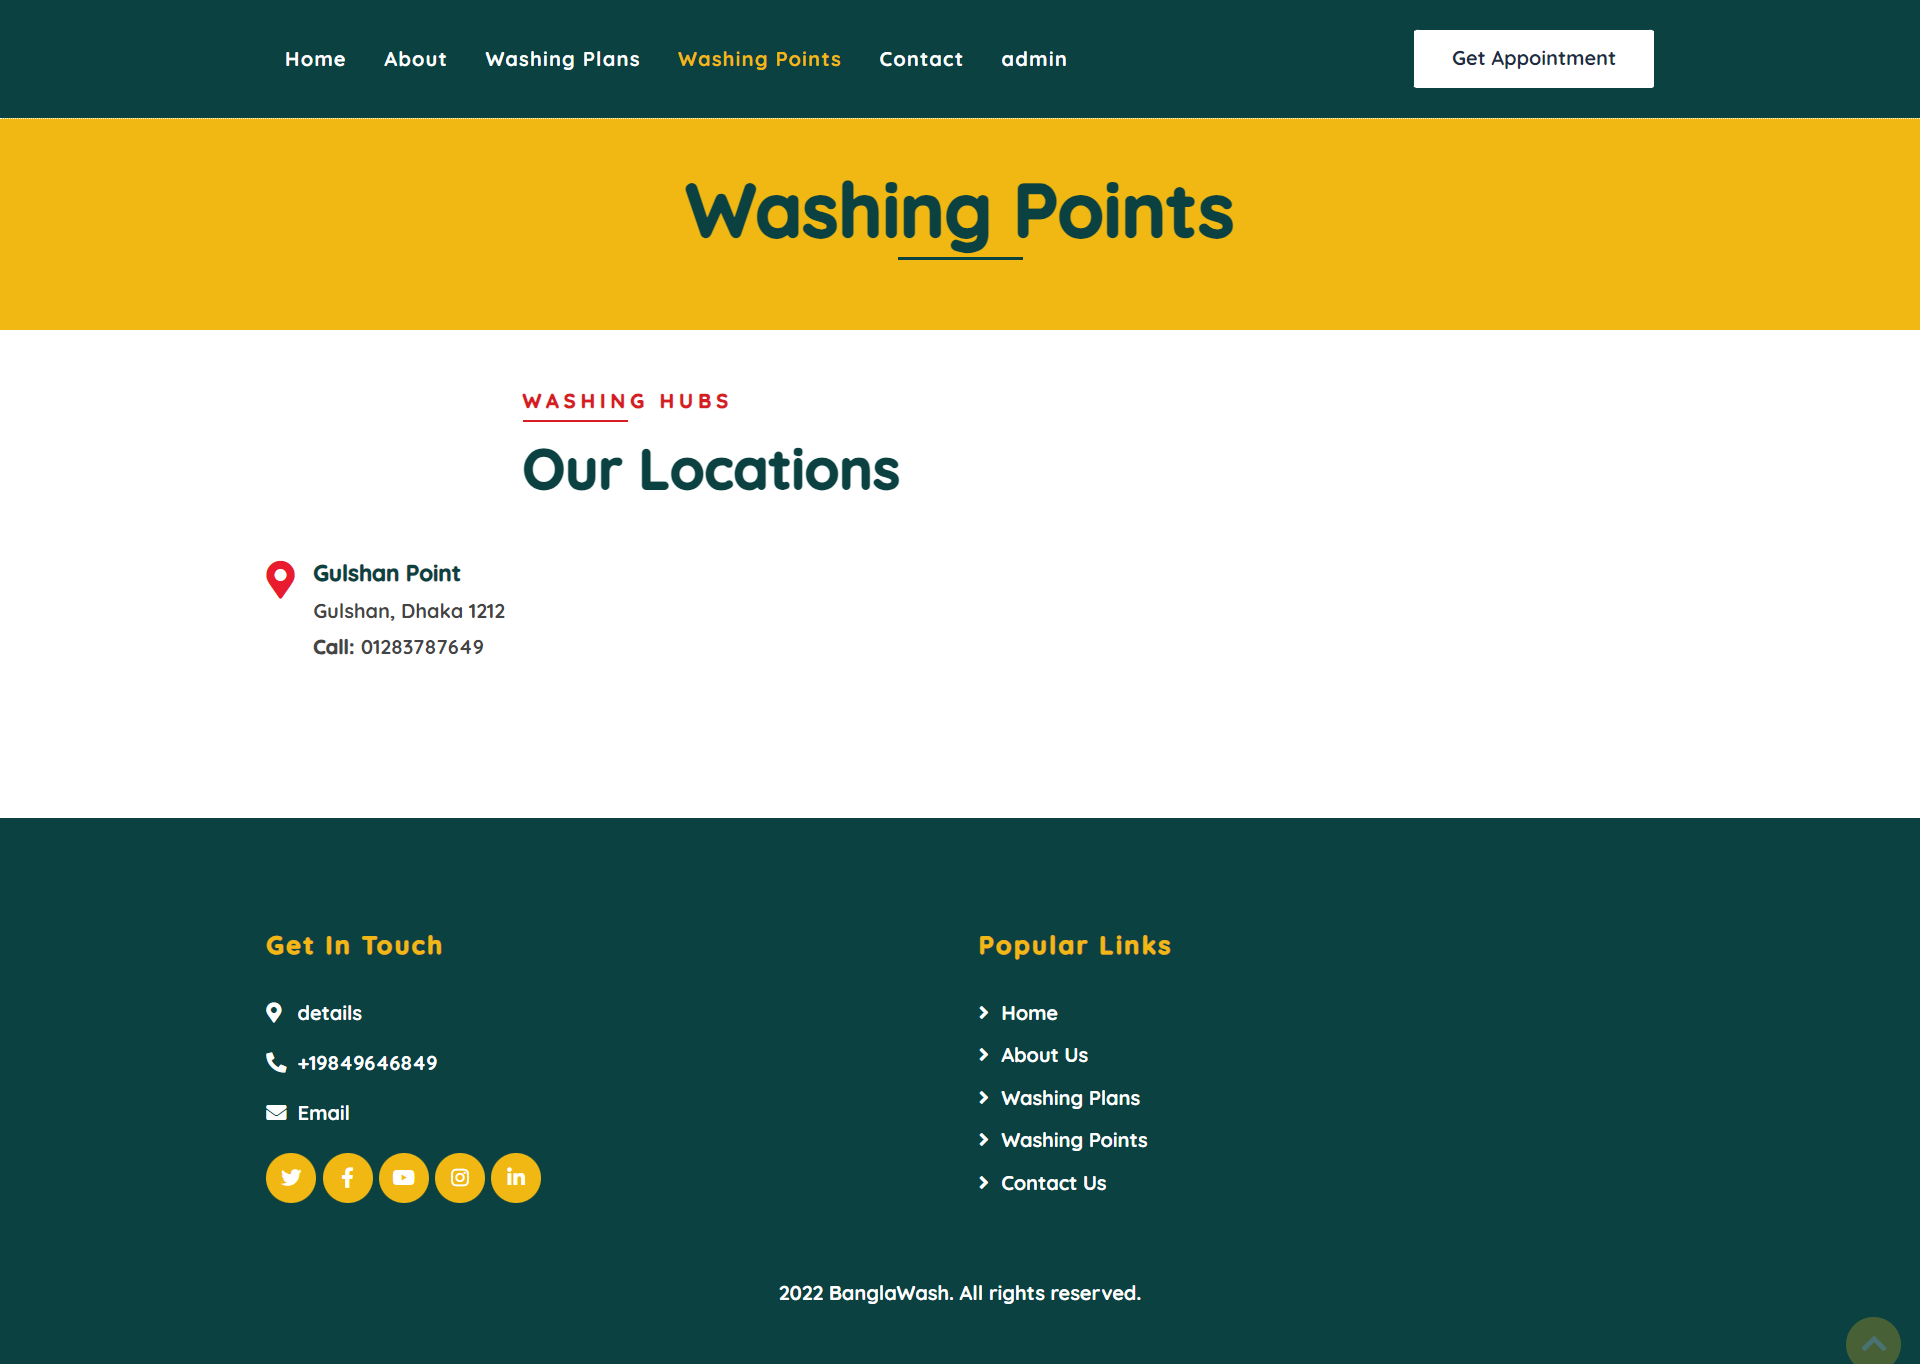 Home About Washing Plans Washing Points Contact admin Get Appointment
Washing Points
WASHING HUBS
Our Locations
Gulshan Point
Gulshan, Dhaka 1212
Call: 01283787649
Get In Touch
details
+19849646849
Email
Popular Links
Home
About Us
Washing Plans
Washing Points
Contact Us
2022 BanglaWash. All rights reserved.